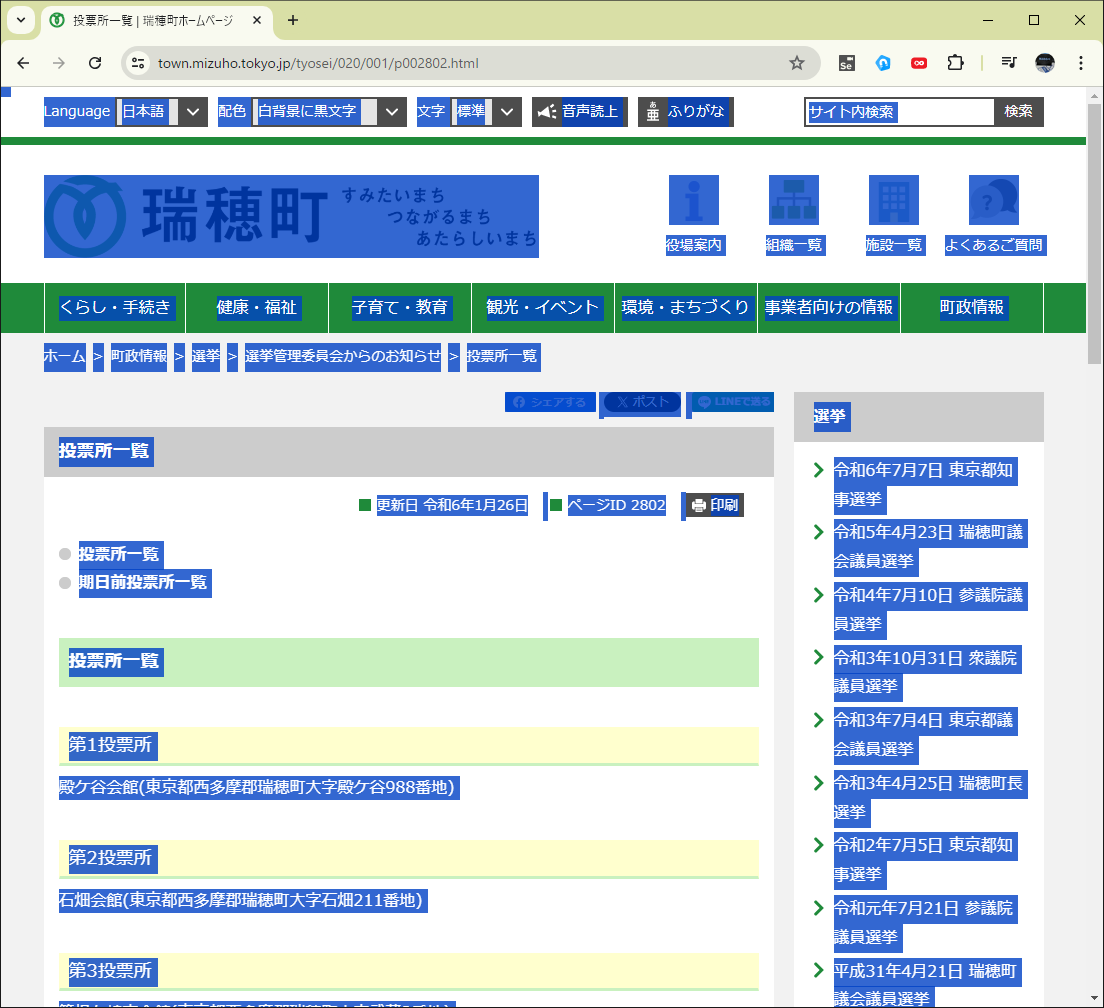 投票所一覧 | 瑞穂町ホームページ
town.mizuho.tokyo.jp/tyosei/020/001/p002802.html
Language 日本語 配色 白背景に黒文字 文字 標準 音声読上 ふりがな サイト内検索 検索
瑞穂町
すみたいまち
つながるまち
あたらしいまち
役場案内 組織一覧 施設一覧 よくあるご質問
くらし・手続き 健康・福祉 子育て・教育 観光・イベント 環境・まちづくり 事業者向けの情報 町政情報
ホーム > 町政情報 > 選挙 > 選挙管理委員会からのお知らせ > 投票所一覧
シェアする ポスト LINEで送る
投票所一覧
更新日 令和6年1月26日 ページID 2802 印刷
投票所一覧
期日前投票所一覧
投票所一覧
第1投票所
殿ケ谷会館(東京都西多摩郡瑞穂町大字殿ケ谷988番地)
第2投票所
石畑会館(東京都西多摩郡瑞穂町大字石畑211番地)
第3投票所
選挙
令和6年7月7日 東京都知
事選挙
令和5年4月23日 瑞穂町議
会議員選挙
令和4年7月10日 参議院議
員選挙
令和3年10月31日 衆議院
議員選挙
令和3年7月4日 東京都議
会議員選挙
令和3年4月25日 瑞穂町長
選挙
令和2年7月5日 東京都知
事選挙
令和元年7月21日 参議院
議員選挙
平成31年4月21日 瑞穂町
議会議員選挙